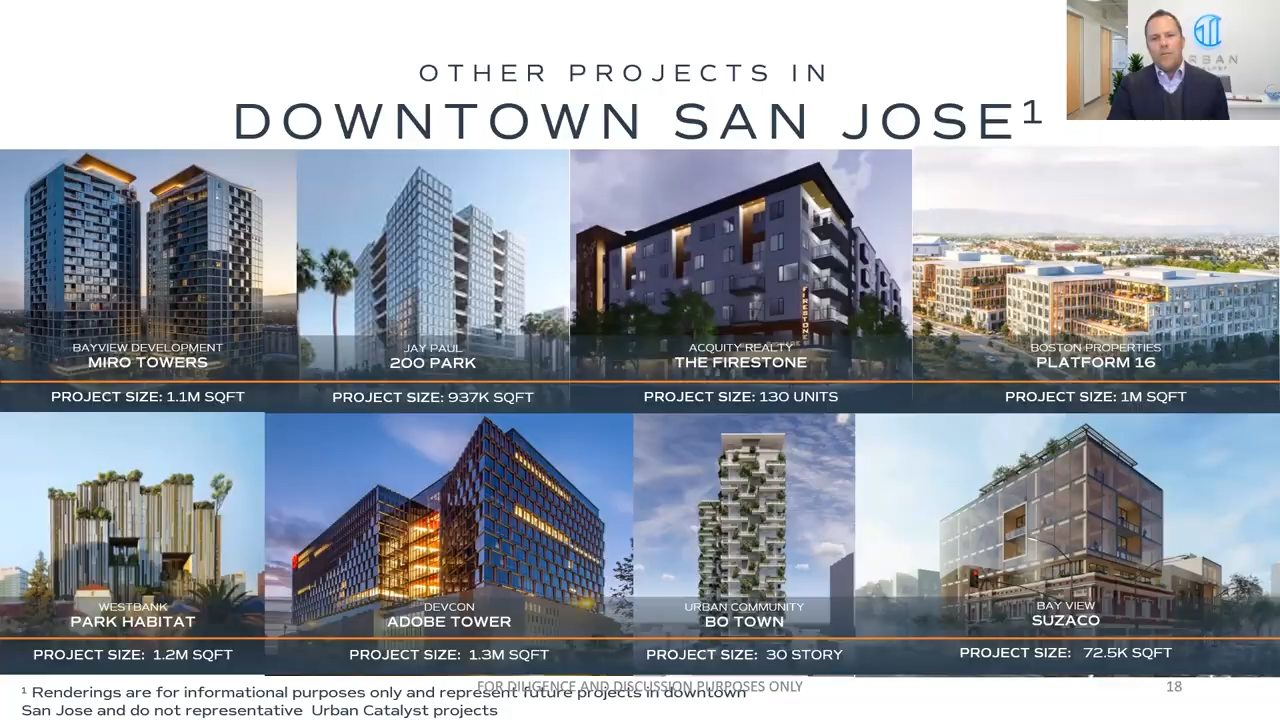 OTHER PROJECTS IN
DOWNTOWN SAN JOSE¹
BAYVIEW DEVELOPMENT
MIRO TOWERS
PROJECT SIZE: 1.1M SQFT
JAY PAUL
200 PARK
PROJECT SIZE: 937K SQFT
FIRESTONE
ACQUITY REALTY
THE FIRESTONE
PROJECT SIZE: 130 UNITS
BOSTON PROPERTIES
PLATFORM 16
PROJECT SIZE: 1M SQFT
WESTBANK
PARK HABITAT
PROJECT SIZE: 1.2M SQFT
DEVCON
ADOBE TOWER
PROJECT SIZE: 1.3M SQFT
URBAN COMMUNITY
BO TOWN
PROJECT SIZE: 30 STORY
BAY VIEW
SUZACO
PROJECT SIZE: 72.5K SQFT
¹ Renderings are for informational purposes only and represent future projects in downtown
San Jose and do not representative Urban Catalyst projects
FOR DILIGENCE AND DISCUSSION PURPOSES ONLY
18